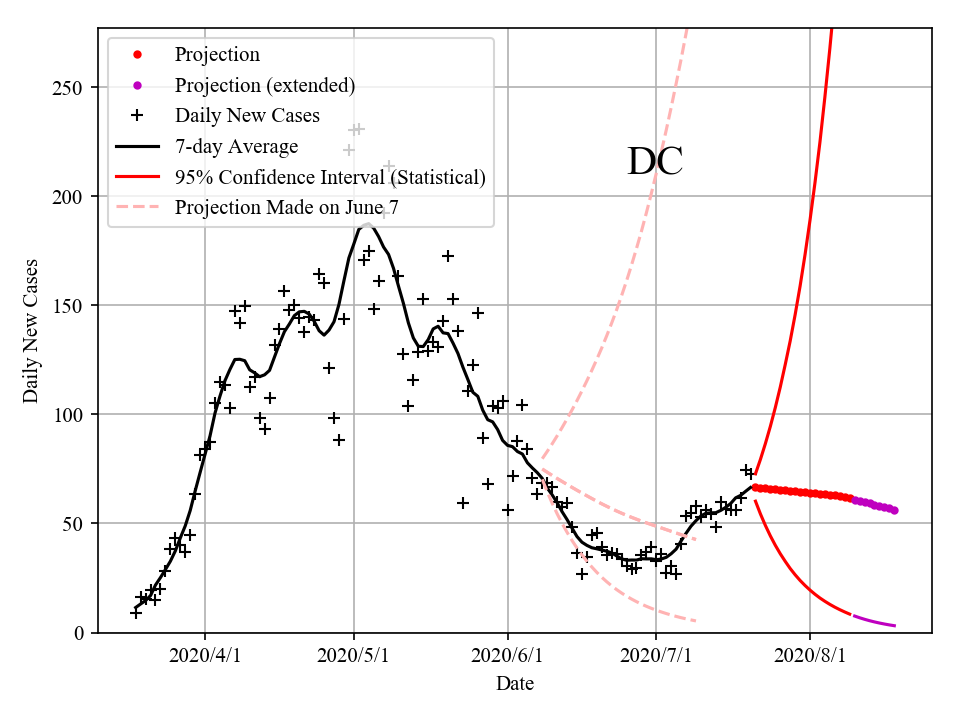 Projection
Projection (extended)
Daily New Cases
7-day Average
95% Confidence Interval (Statistical)
Projection Made on June 7
DC
Daily New Cases
250
200
150
100
50
0
2020/4/1 2020/5/1 2020/6/1 2020/7/1 2020/8/1
Date